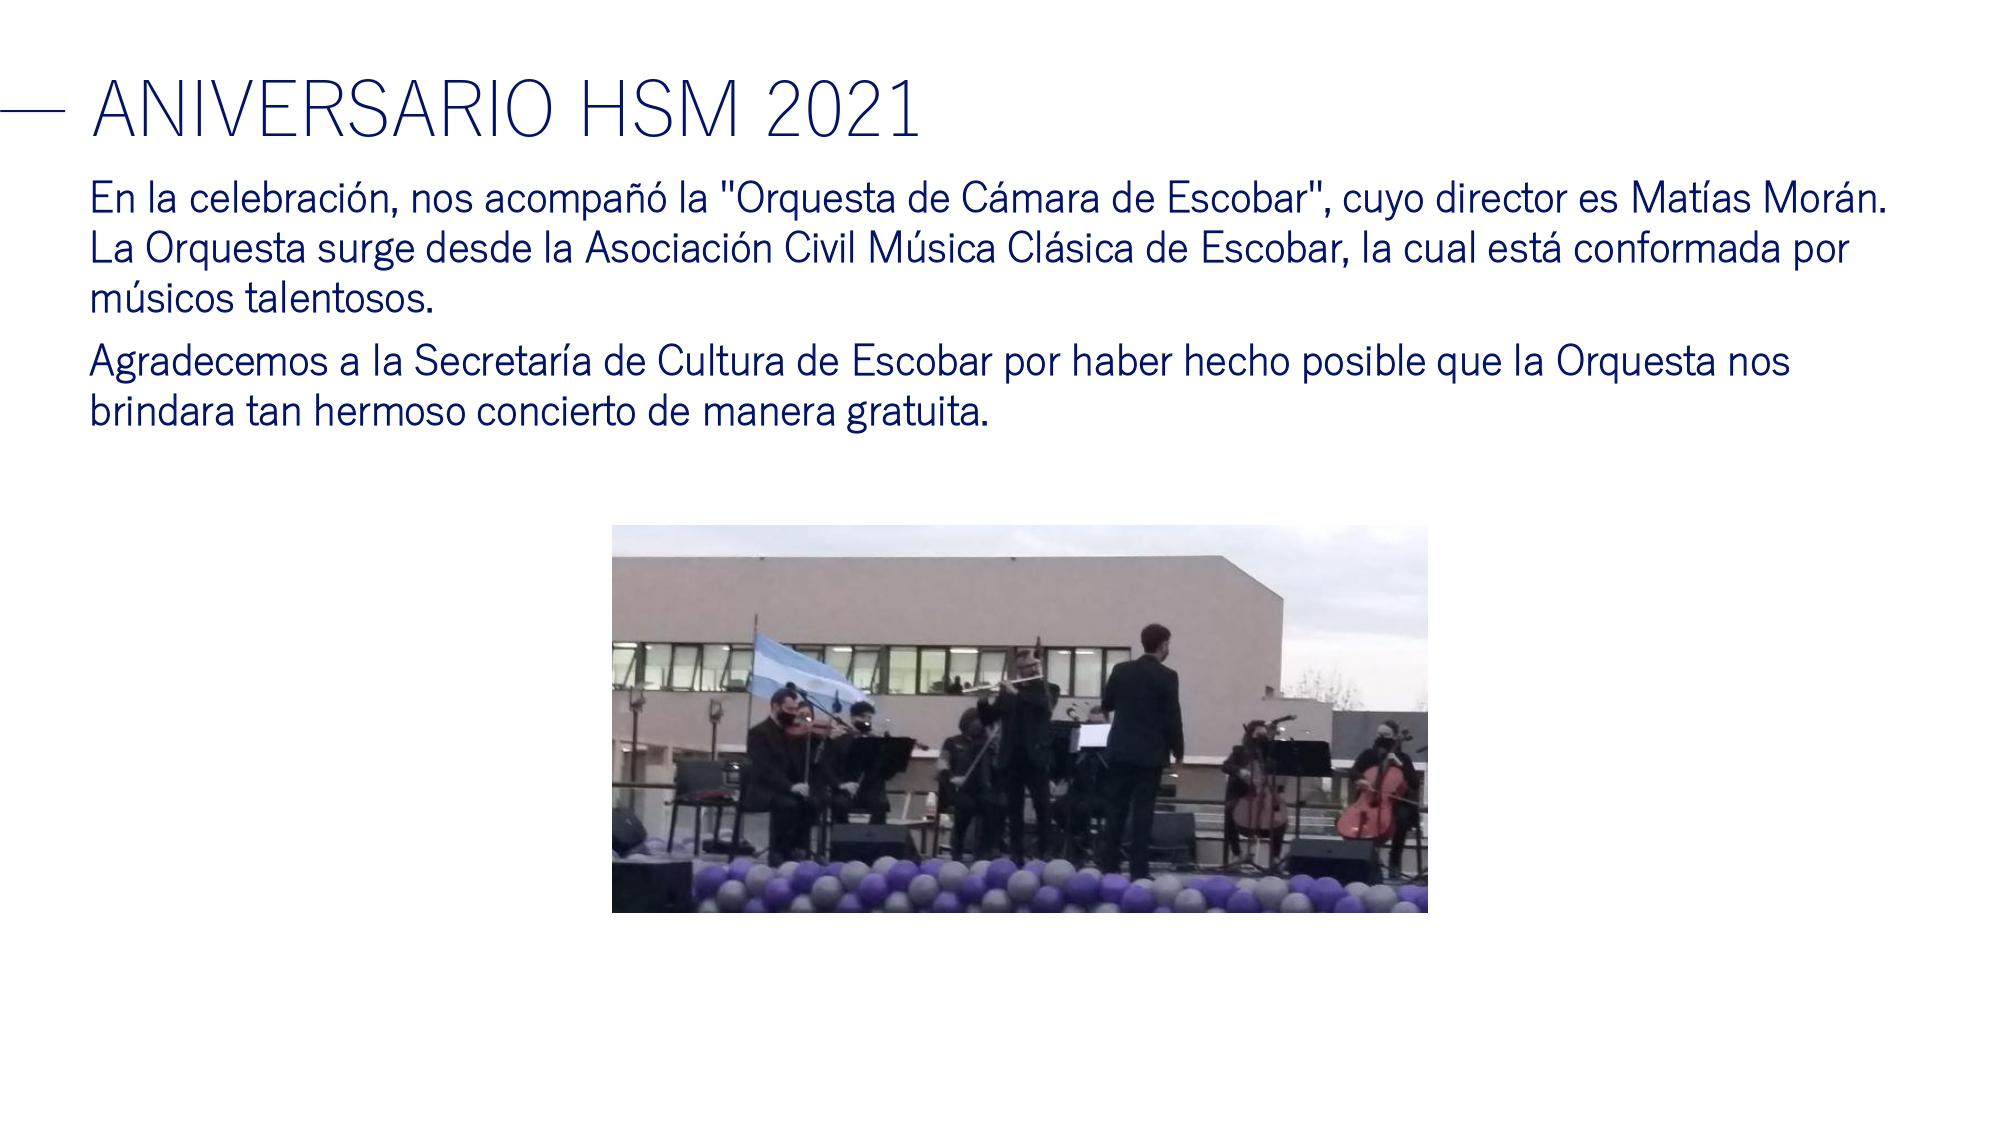 ANIVERSARIO HSM 2021
En la celebración, nos acompañó la "Orquesta de Cámara de Escobar", cuyo director es Matías Morán.
La Orquesta surge desde la Asociación Civil Música Clásica de Escobar, la cual está conformada por
músicos talentosos.
Agradecemos a la Secretaría de Cultura de Escobar por haber hecho posible que la Orquesta nos
brindara tan hermoso concierto de manera gratuita.